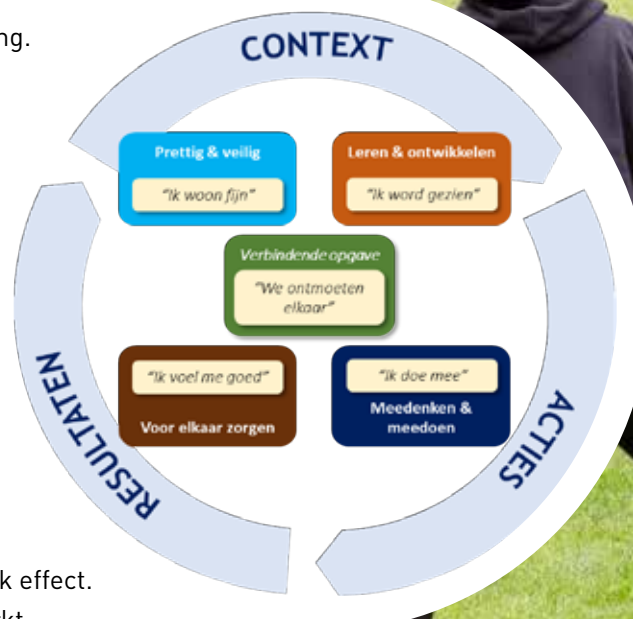 ng.
CONTEXT
Prettig & veilig
"Ik woon fijn"
Leren & ontwikkelen
"Ik word gezien"
Verbindende opgave
"We ontmoeten
elkaar"
"Ik voel me goed"
Voor elkaar zorgen
"Ik doe mee"
Meedenken &
meedoen
ACTIES
RESULTATEN
k effect.